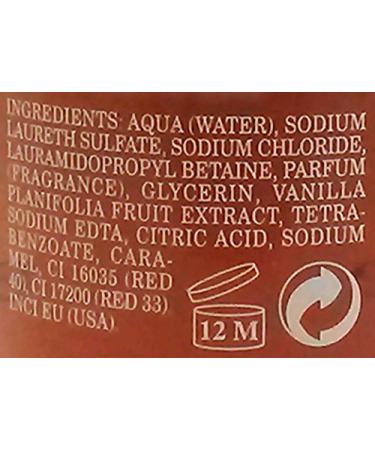 INGREDIENTS: AQUA (WATER), SODIUM
LAURETH SULFATE, SODIUM CHLORIDE,
LAURAMIDOPROPYL BETAINE, PARFUM
(FRAGRANCE), GLYCERIN, VANILLA
PLANIFOLIA FRUIT EXTRACT, TETRA-
SODIUM EDTA, CITRIC ACID, SODIUM
BENZOATE, CARA-
MEL, CI 16035 (RED
40), CI 17200 (RED 33)
INCI EU (USA)
12 M